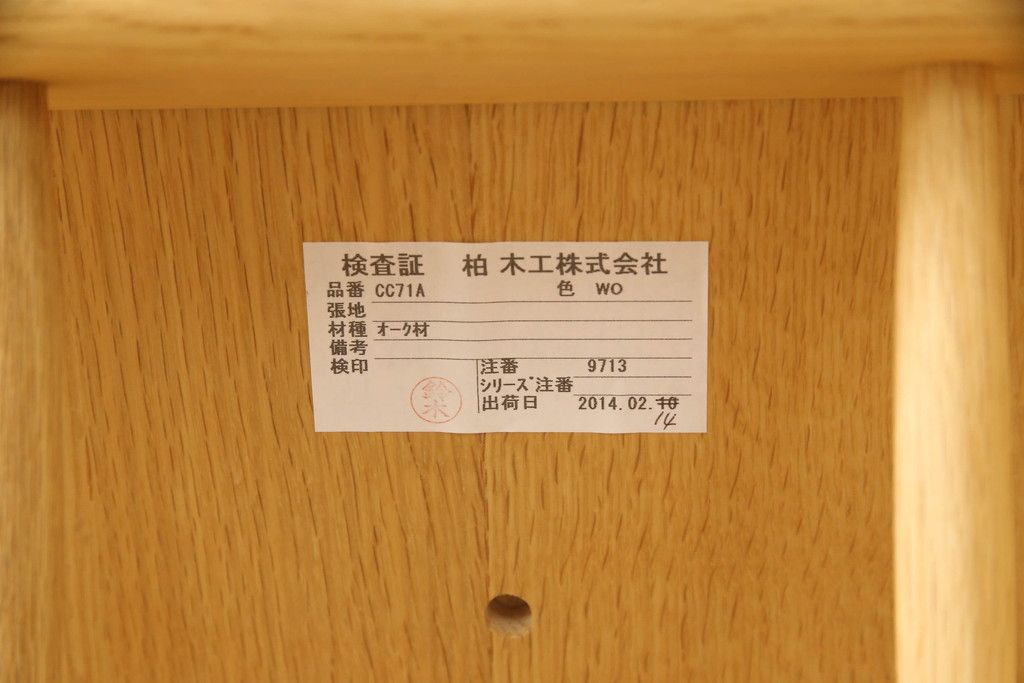 検査証 柏木工株式会社
品番 CC71A 色 WO
張地
材種 オーク材
備考
検印 注番 9713
シリーズ注番
鈴木
出荷日 2014.02.10
14